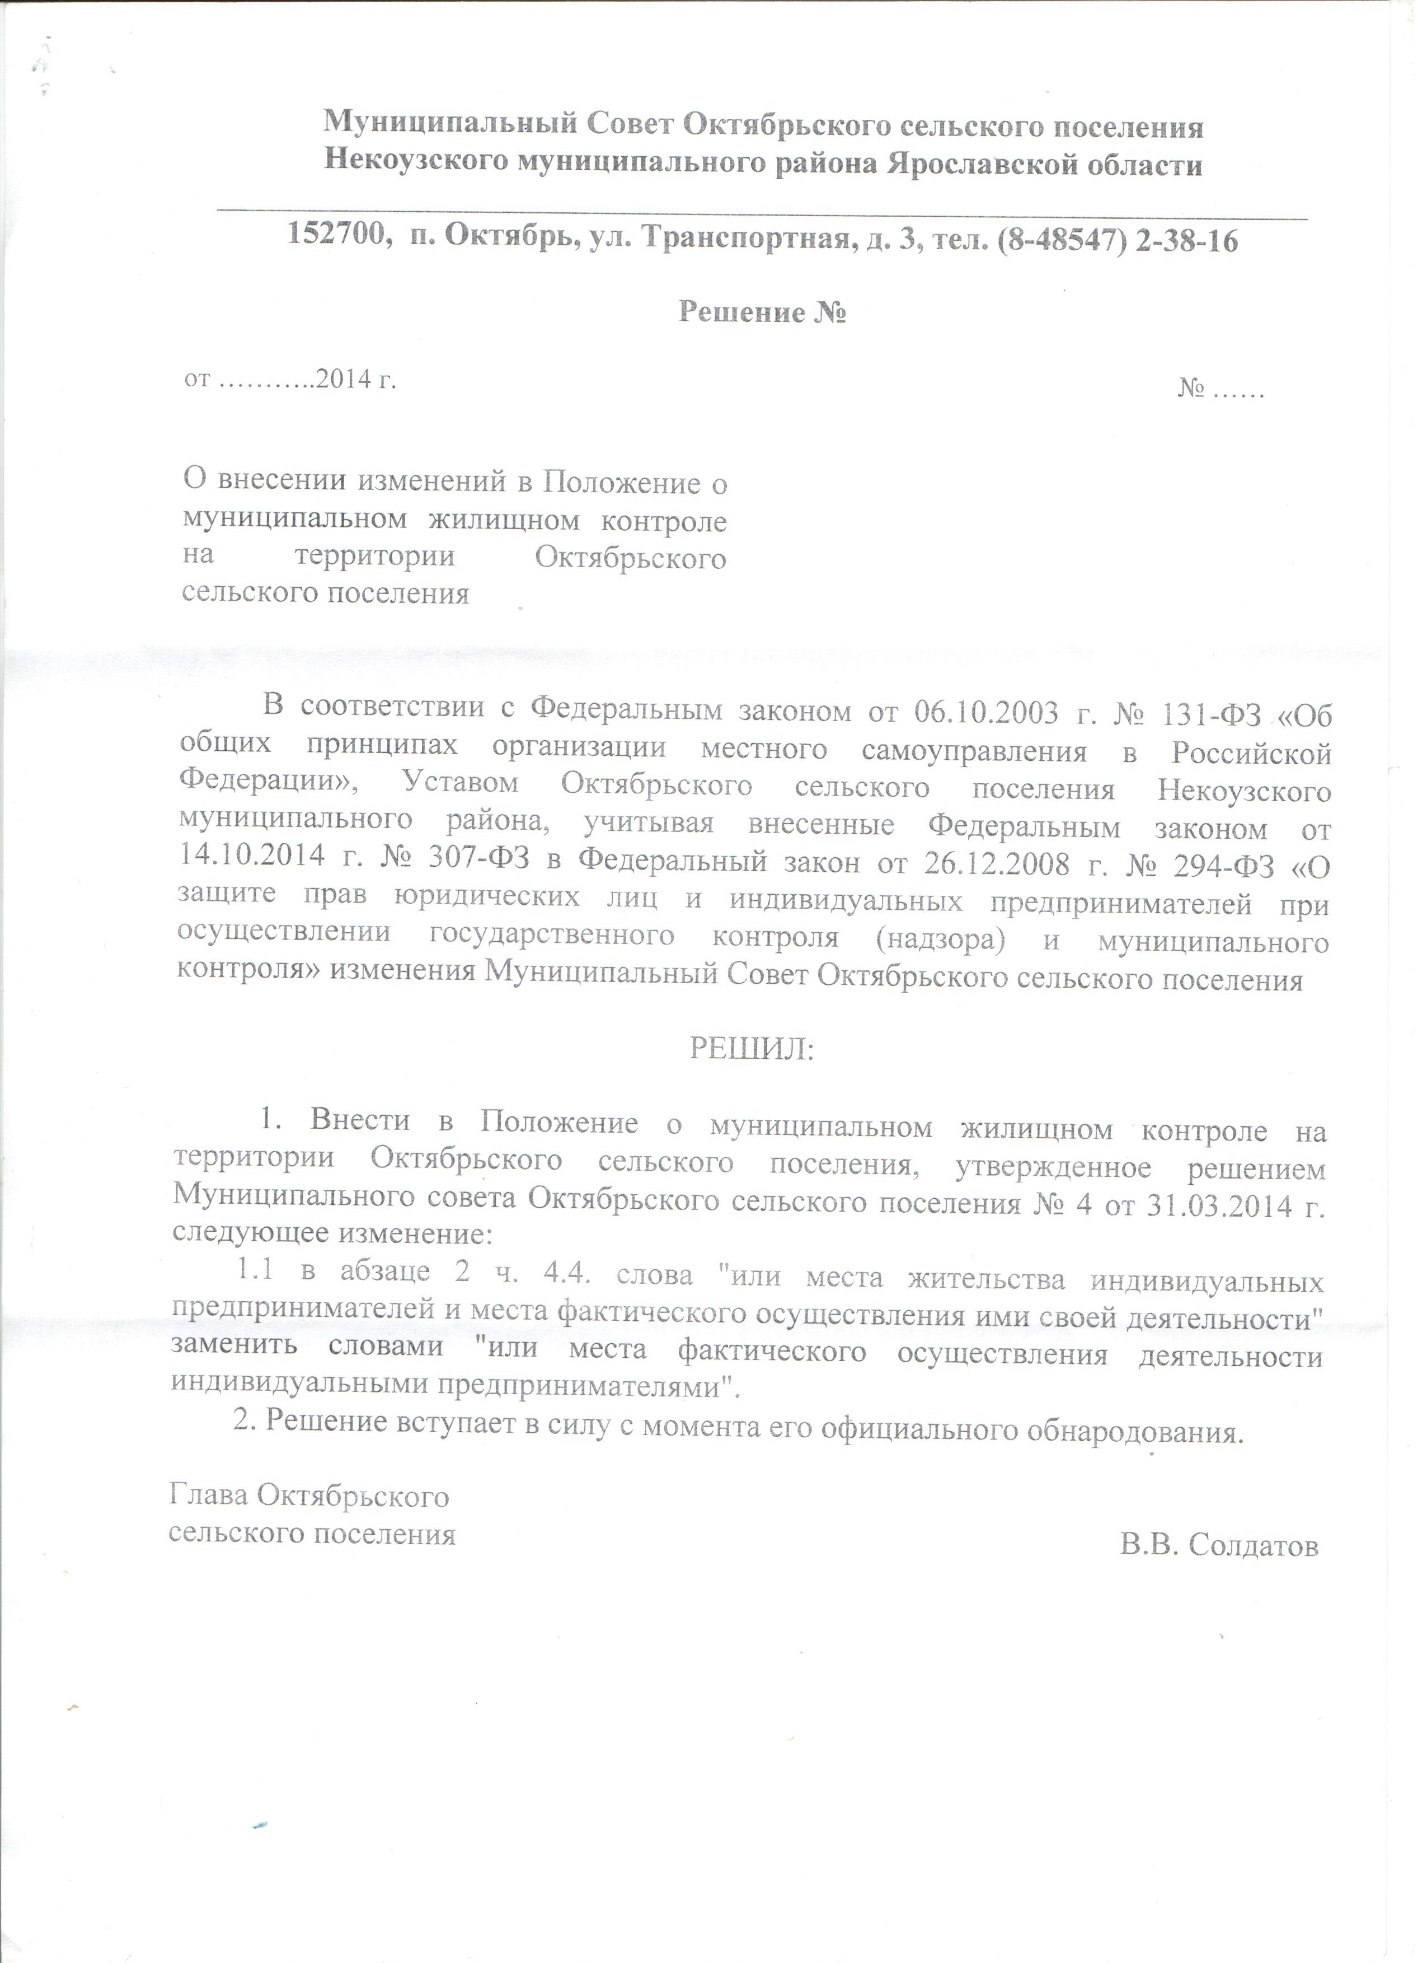 Муниципальный Совет Октябрьского сельского поселения
Некоузского муниципального района Ярославской области
152700, п. Октябрь, ул. Транспортная, д. 3, тел. (8-48547) 2-38-16
Решение №
от ………..2014 г.
№ ……
О внесении изменений в Положение о
муниципальном жилищном контроле
на территории Октябрьского
сельского поселения
В соответствии с Федеральным законом от 06.10.2003 г. № 131-ФЗ «Об
общих принципах организации местного самоуправления в Российской
Федерации», Уставом Октябрьского сельского поселения Некоузского
муниципального района, учитывая внесенные Федеральным законом от
14.10.2014 г. № 307-ФЗ в Федеральный закон от 26.12.2008 г. № 294-ФЗ «О
защите прав юридических лиц и индивидуальных предпринимателей при
осуществлении государственного контроля (надзора) и муниципального
контроля» изменения Муниципальный Совет Октябрьского сельского поселения
РЕШИЛ:
1. Внести в Положение о муниципальном жилищном контроле на
территории Октябрьского сельского поселения, утвержденное решением
Муниципального совета Октябрьского сельского поселения № 4 от 31.03.2014 г.
следующее изменение:
1.1 в абзаце 2 ч. 4.4. слова "или места жительства индивидуальных
предпринимателей и места фактического осуществления ими своей деятельности"
заменить словами "или места фактического осуществления деятельности
индивидуальными предпринимателями".
2. Решение вступает в силу с момента его официального обнародования.
Глава Октябрьского
сельского поселения
В.В. Солдатов